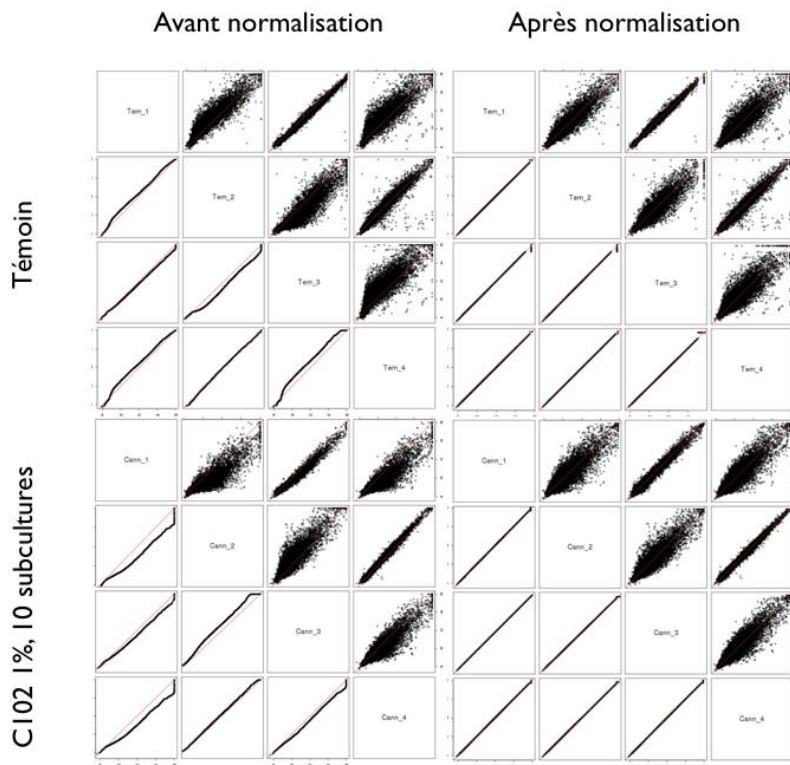 Avant normalisation
Après normalisation
Témoin
Tem_1
Tem_2
Tem_3
Tem_4
Tem_1
Tem_2
Tem_3
Tem_4
C102 1%, 10 subcultures
Cann_1
Cann_2
Cann_3
Cann_4
Cann_1
Cann_2
Cann_3
Cann_4